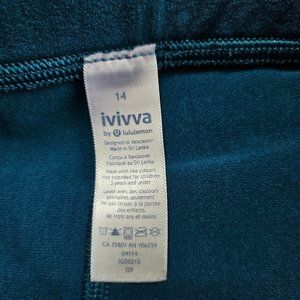 14
ivivva
by lululemon
Designed in Vancouver
Made in Sri Lanka
Conçu à Vancouver
Fabriqué au Sri Lanka
Wash with like colours
Not intended for children
3 years and under
Laver avec des couleurs
similaires seulement
Ne pas laisser à la portée
des enfants
de trois ans et moins
CA 35801 RN 106259
04114